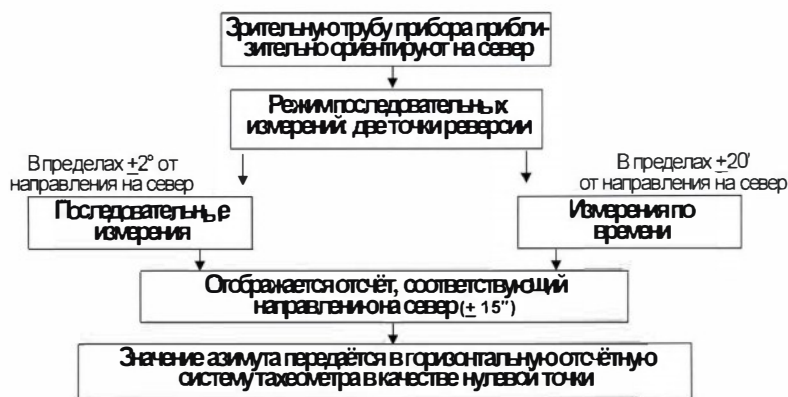 Зрительную трубу прибора прибли-
зительно ориентируют на север
Режим последовательных
измерений: две точки реверсии
В пределах ±2° от
направления на север
В пределах ±20'
от направления на север
Последовательные
измерения
Измерения по
времени
Отображается отсчёт, соответствующий
направлению на север (± 15")
Значение азимута передаётся в горизонтальную отсчётную
систему тахеометра в качестве нулевой точки